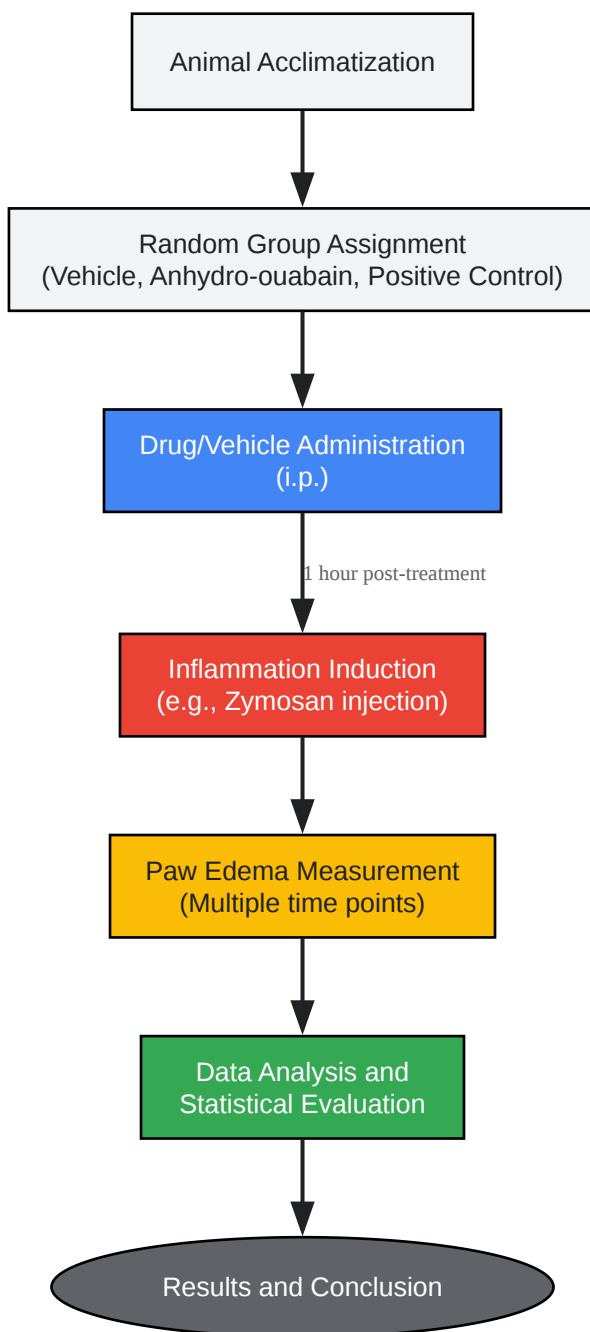 Animal Acclimatization
Random Group Assignment
(Vehicle, Anhydro-ouabain, Positive Control)
Drug/Vehicle Administration
(i.p.)
1 hour post-treatment
Inflammation Induction
(e.g., Zymosan injection)
Paw Edema Measurement
(Multiple time points)
Data Analysis and
Statistical Evaluation
Results and Conclusion